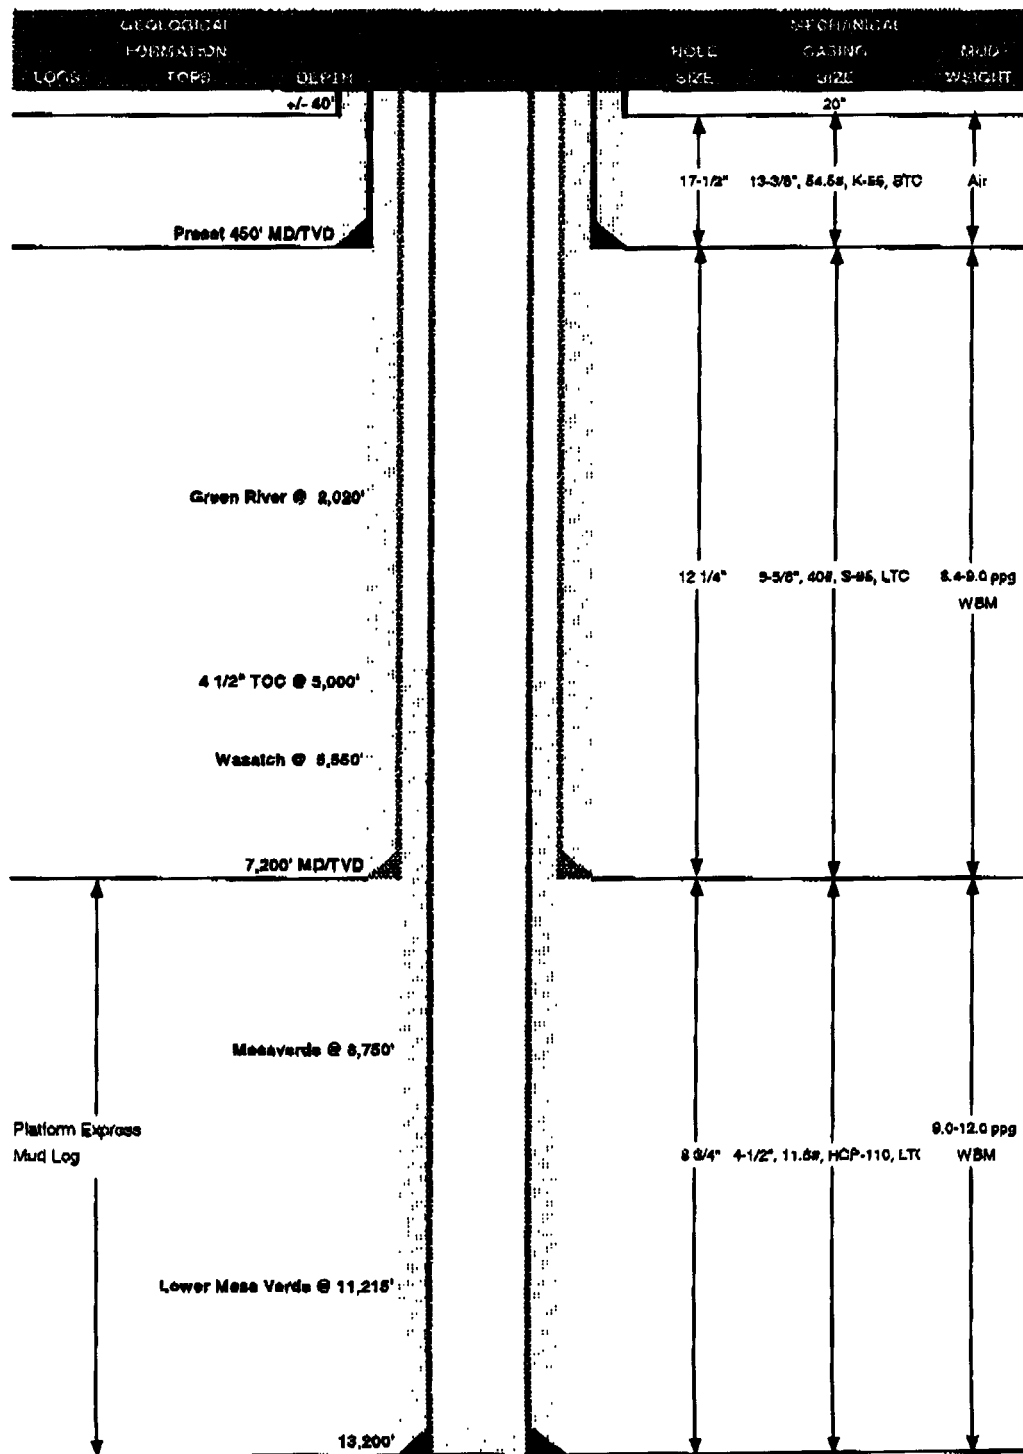 GEOLOGICAL MECHANICAL
FORMATION HOLE CASING MUD
LOGS TOPS DEPTH SIZE SIZE WEIGHT
+/- 40' 20"
17-1/2" 13-3/8", 54.5#, K-55, STC Air
Preset 450' MD/TVD
Green River @ 2,020'
12 1/4" 9-5/8", 40#, S-95, LTC 8.4-9.0 ppg
WBM
4 1/2" TOC @ 5,000'
Wasatch @ 5,550'
7,200' MD/TVD
Mesaverde @ 8,750'
Platform Express 9.0-12.0 ppg
Mud Log 8 3/4" 4-1/2", 11.6#, HCP-110, LTC WBM
Lower Mesa Verde @ 11,215'
13,200'